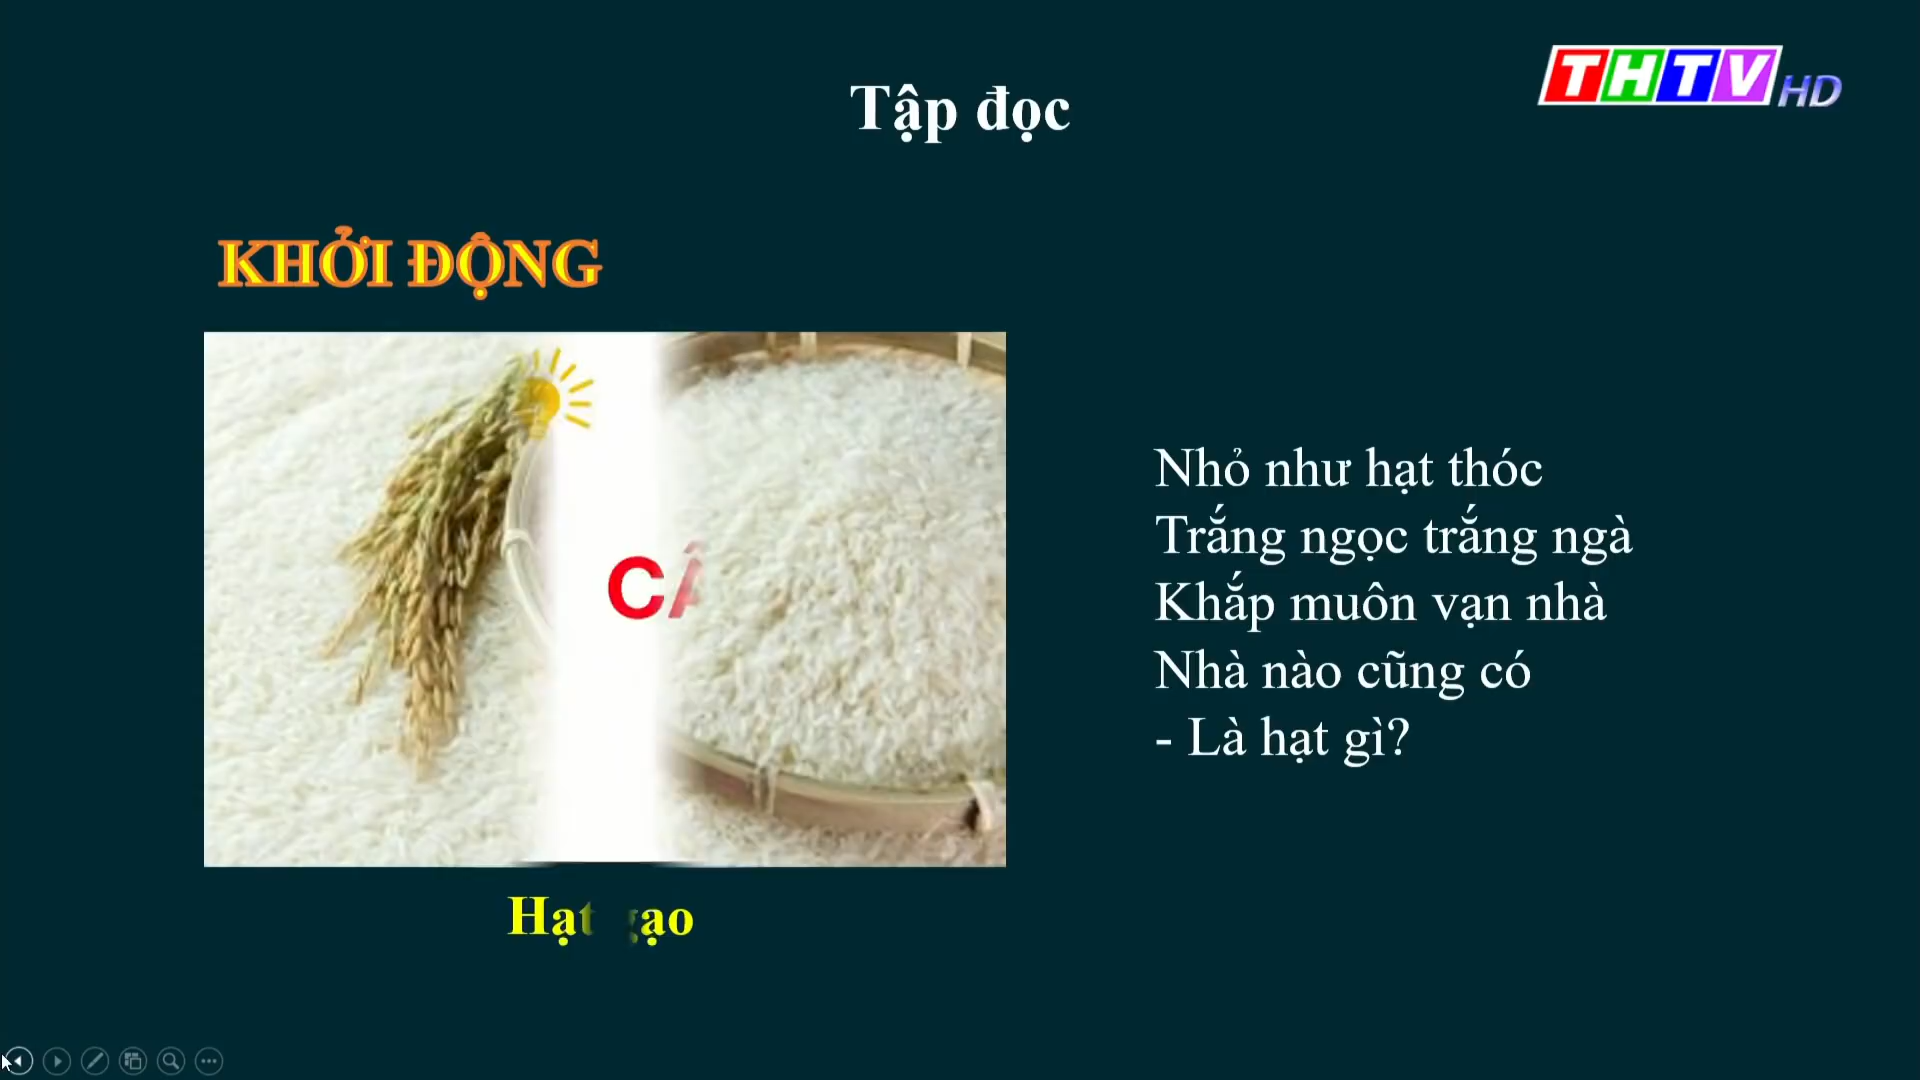 THTV HD
Tập đọc
KHỞI ĐỘNG
Nhỏ như hạt thóc
Trắng ngọc trắng ngà
Khắp muôn vạn nhà
Nhà nào cũng có
- Là hạt gì?
Hạt gạo